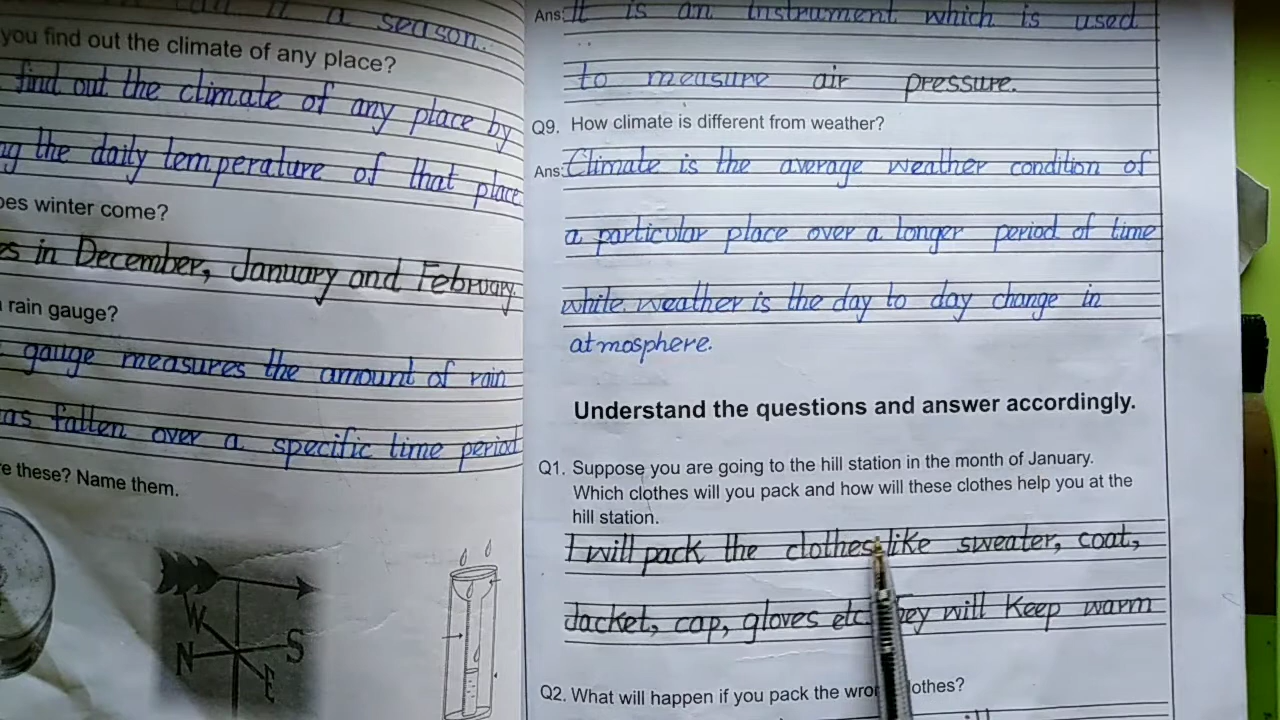 a season.
you find out the climate of any place?
find out the climate of any place by
the daily temperature of that place
winter come?
in December, January and February.
rain gauge?
gauge measures the amount of rain
fallen over a specific time period
these? Name them.
W
N
S
E
Ans: It is an instrument which is used
to measure air pressure.
Q9. How climate is different from weather?
Ans: Climate is the average weather condition of
a particular place over a longer period of time
while weather is the day to day change in
atmosphere.
Understand the questions and answer accordingly.
Q1. Suppose you are going to the hill station in the month of January.
Which clothes will you pack and how will these clothes help you at the
hill station.
I will pack the clothes like sweater, coat,
Jacket, cap, gloves etc. will Keep warm
Q2. What will happen if you pack the